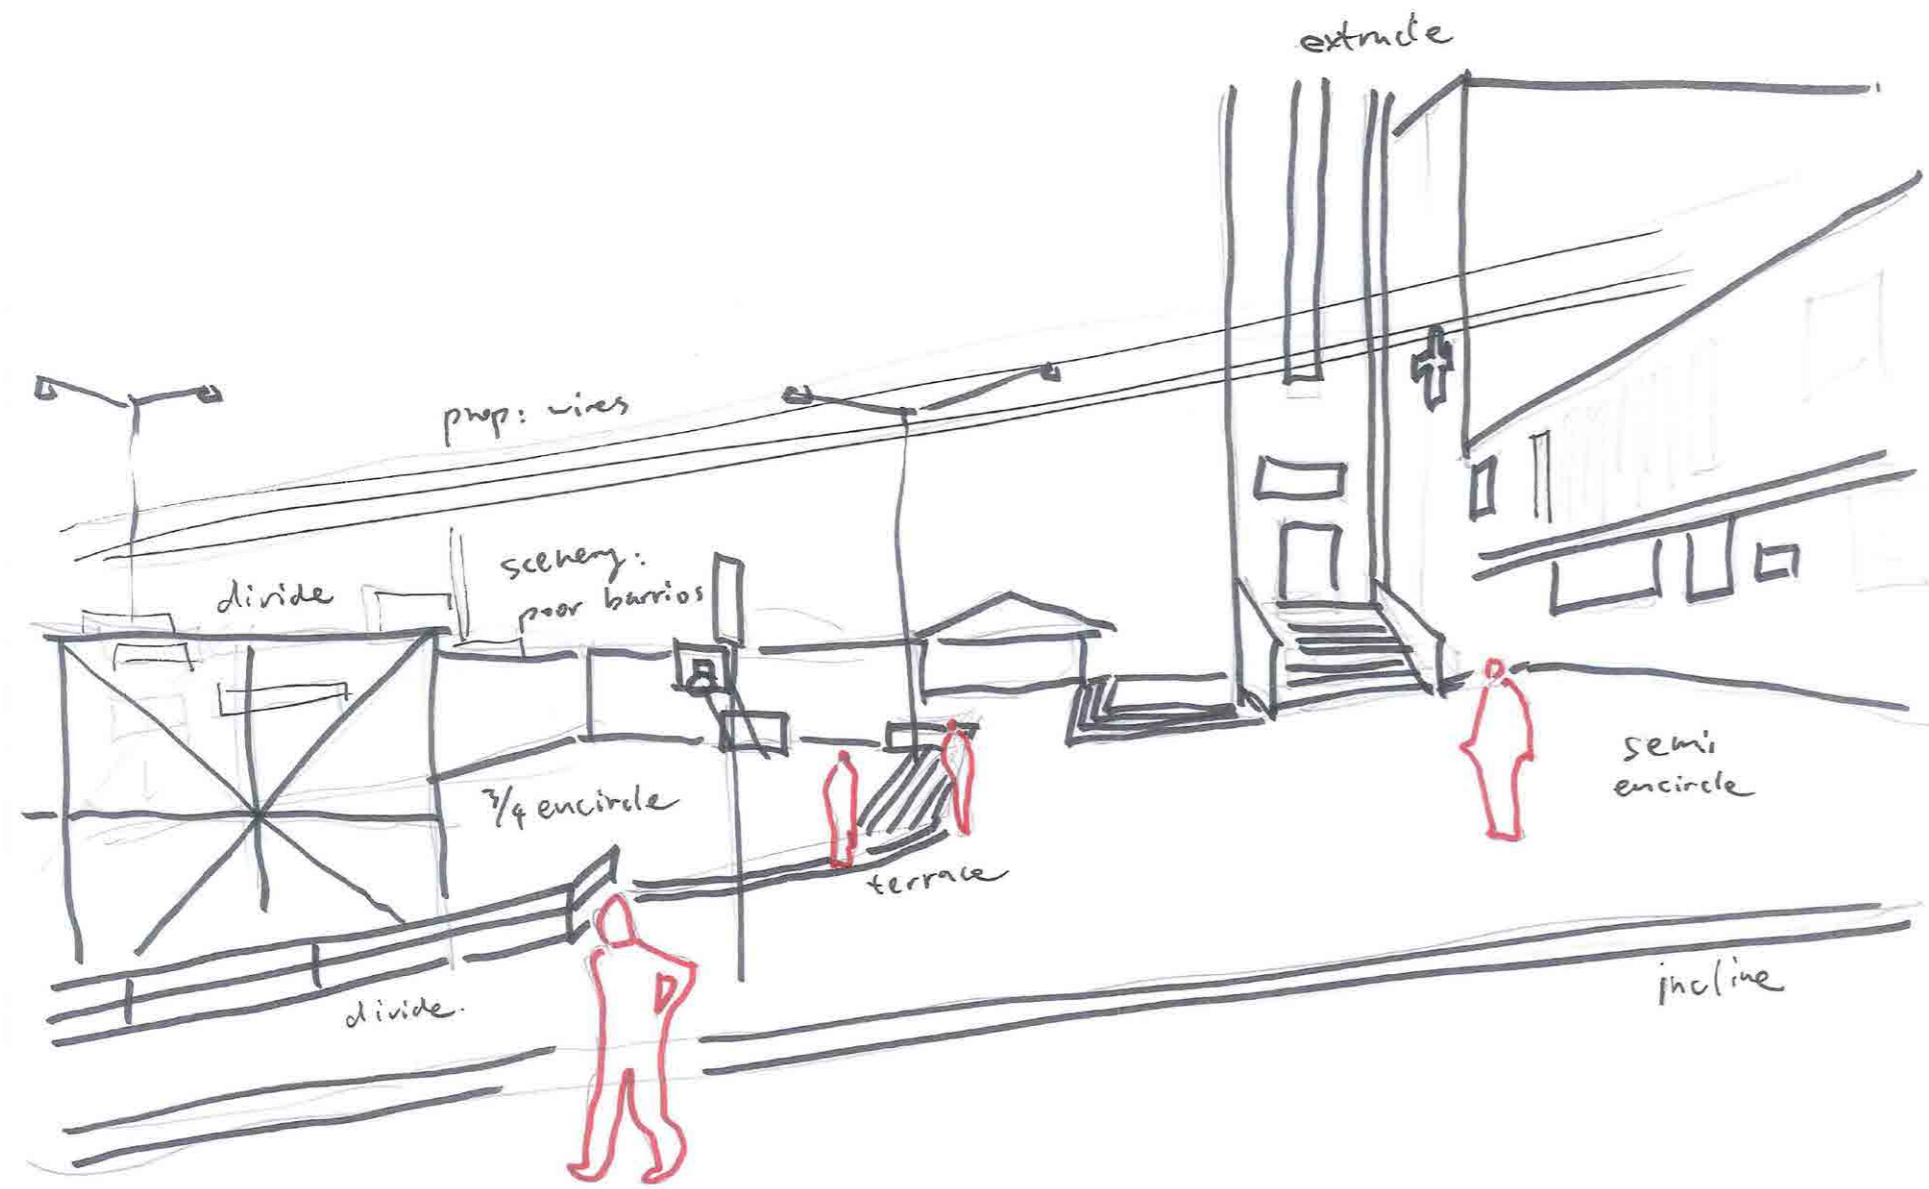 extrude
prop: wires
scenery:
poor barrios
divide
3/4 encircle
semi
encircle
terrace
incline
divide.